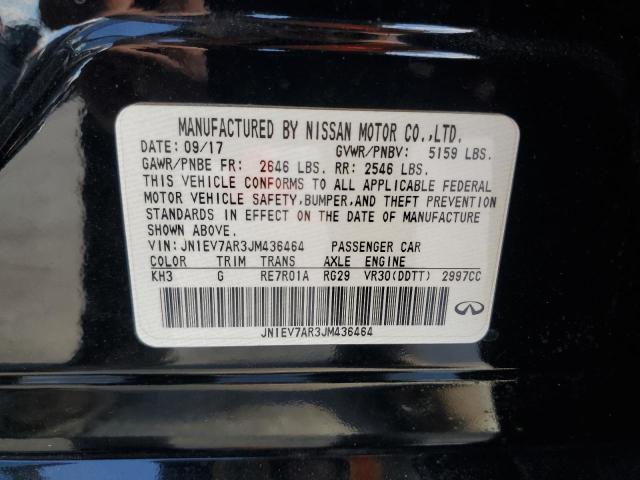 MANUFACTURED BY NISSAN MOTOR CO.,LTD.
DATE: 09/17 GVWR/PNBV: 5159 LBS.
GAWR/PNBE FR: 2646 LBS. RR: 2546 LBS.
THIS VEHICLE CONFORMS TO ALL APPLICABLE FEDERAL
MOTOR VEHICLE SAFETY,BUMPER,AND THEFT PREVENTION
STANDARDS IN EFFECT ON THE DATE OF MANUFACTURE
SHOWN ABOVE.
VIN: JN1EV7AR3JM436464 PASSENGER CAR
COLOR TRIM TRANS AXLE ENGINE
KH3 G RE7R01A RG29 VR30(DDTT) 2997CC
JN1EV7AR3JM436464